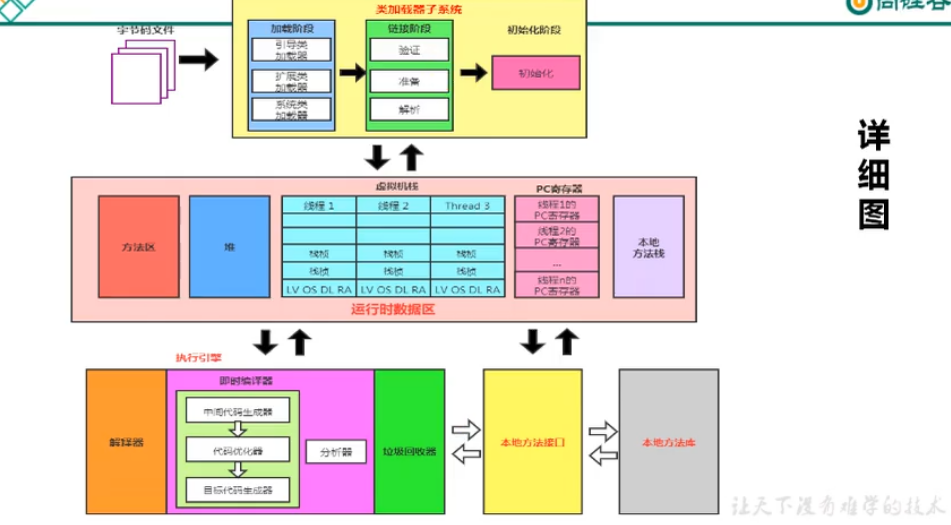 尚硅谷
类加载器子系统
字节码文件
加载阶段
引导类
加载器
扩展类
加载器
系统类
加载器
链接阶段
验证
准备
解析
初始化阶段
初始化
详
细
图
虚拟机栈
PC寄存器
方法区
堆
线程 1
线程 2
Thread 3
栈帧
栈帧
栈帧
栈帧
栈帧
栈帧
LV OS DL RA
LV OS DL RA
LV OS DL RA
线程1的
PC寄存器
线程2的
PC寄存器
...
线程n的
PC寄存器
本地
方法栈
运行时数据区
执行引擎
解释器
即时编译器
中间代码生成器
代码优化器
目标代码生成器
分析器
垃圾回收器
本地方法接口
本地方法库
让天下没有难学的技术